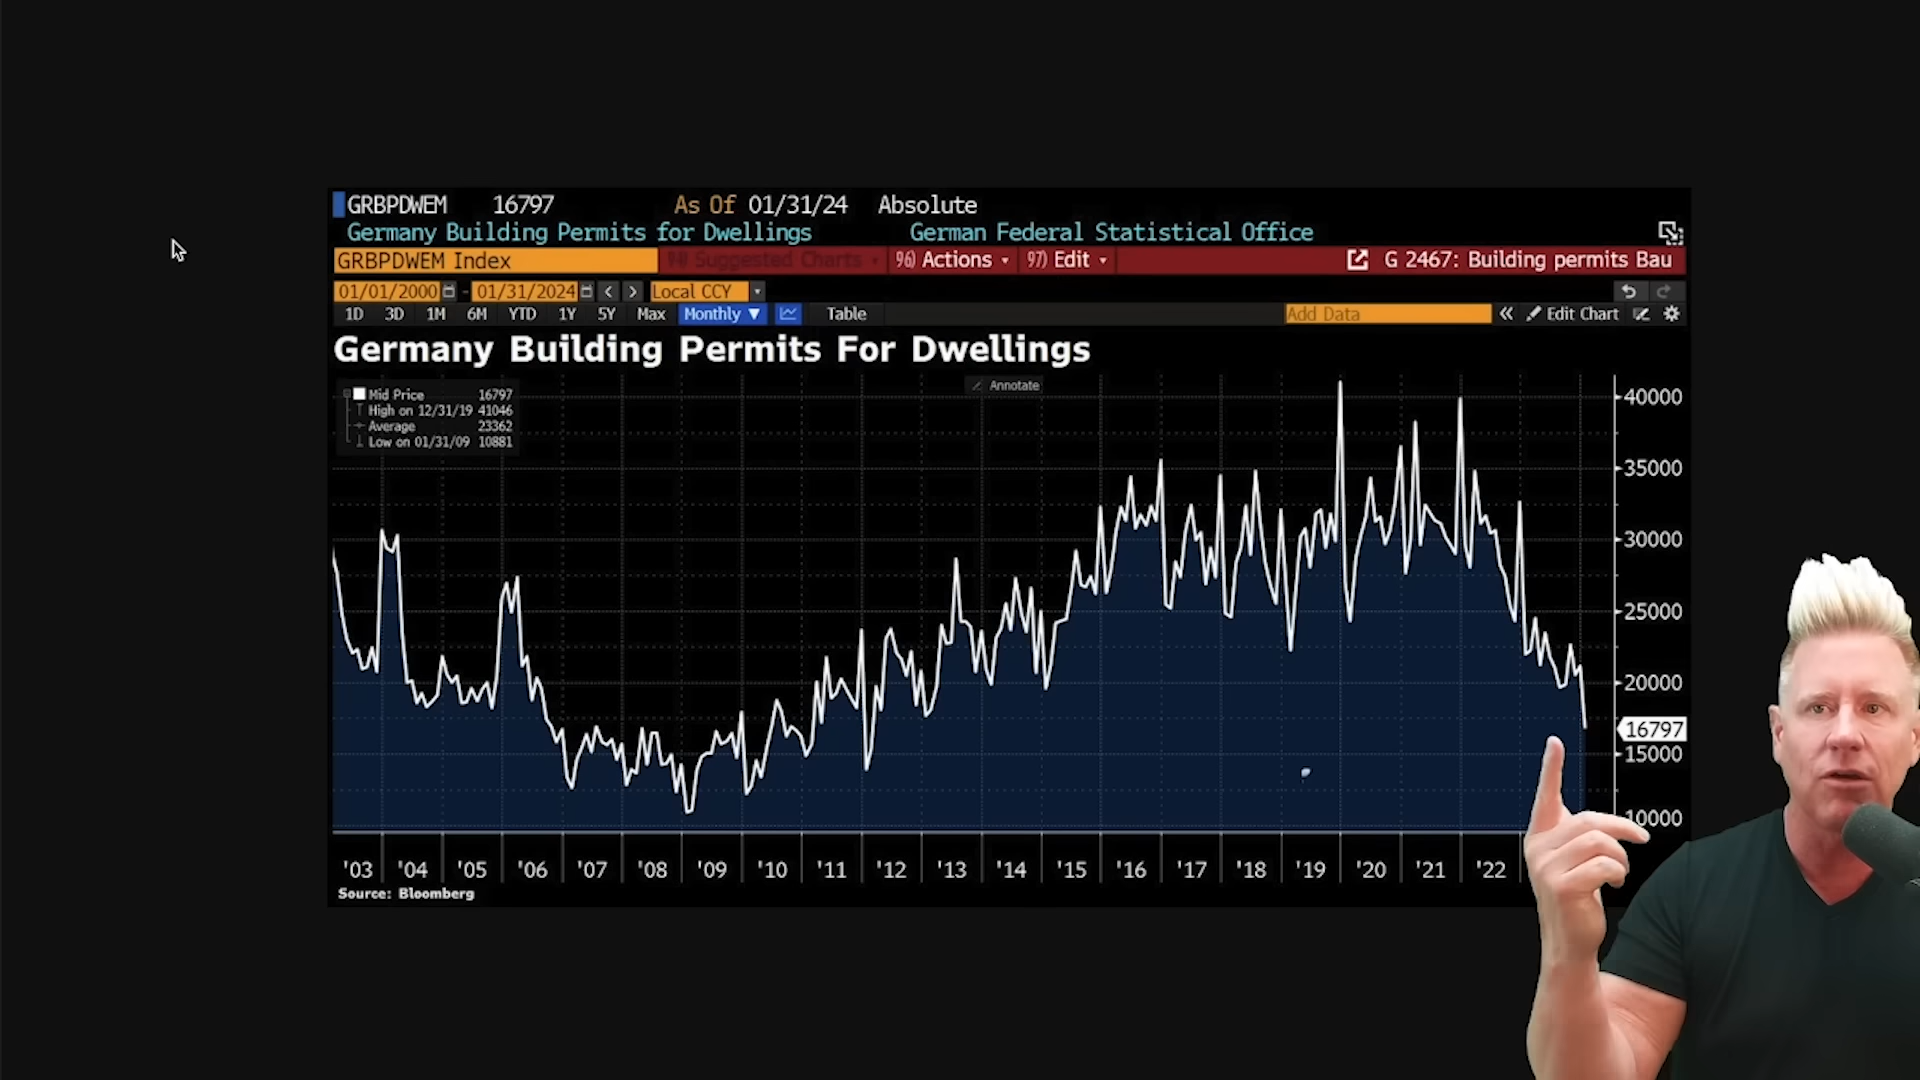 GRBPDWEM 16797 As Of 01/31/24 Absolute
Germany Building Permits for Dwellings German Federal Statistical Office
GRBPDWEM Index 94) Suggested Charts 96) Actions 97) Edit G 2467: Building permits Bau
01/01/2000 - 01/31/2024 < > Local CCY
1D 3D 1M 6M YTD 1Y 5Y Max Monthly ▼ Table Add Data « Edit Chart
Germany Building Permits For Dwellings
Annotate
Mid Price 16797
High on 12/31/19 41046
Average 23362
Low on 01/31/09 10881
40000
35000
30000
25000
20000
16797
15000
10000
'03 '04 '05 '06 '07 '08 '09 '10 '11 '12 '13 '14 '15 '16 '17 '18 '19 '20 '21 '22
Source: Bloomberg